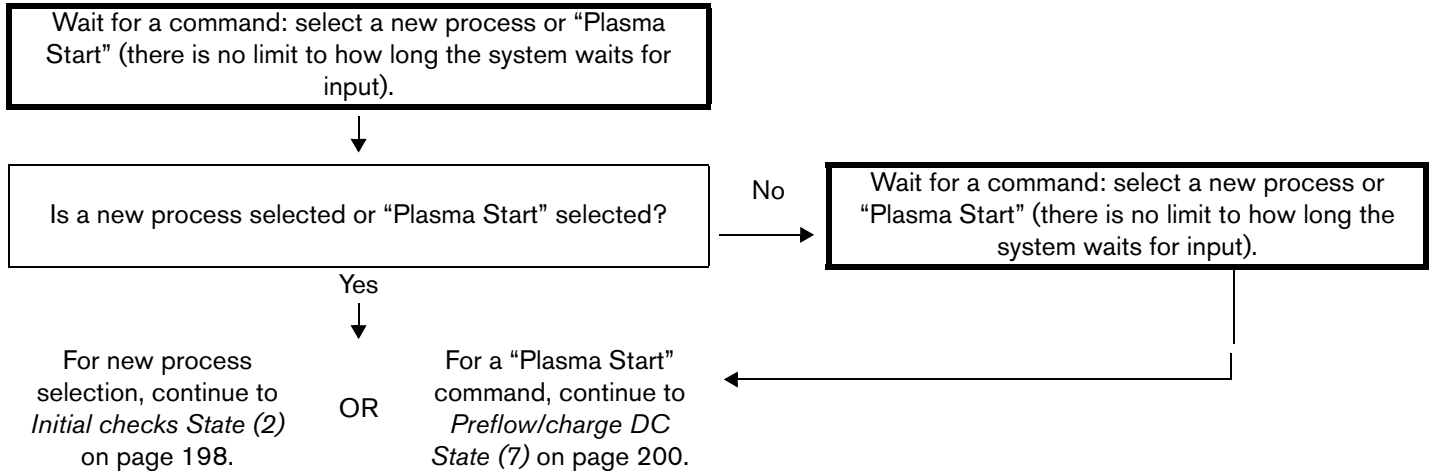 Wait for a command: select a new process or “Plasma
Start” (there is no limit to how long the system waits for
input).
Is a new process selected or “Plasma Start” selected?
No
Wait for a command: select a new process or
“Plasma Start” (there is no limit to how long the
system waits for input).
Yes
For new process
selection, continue to
Initial checks State (2)
on page 198.
OR
For a “Plasma Start”
command, continue to
Preflow/charge DC
State (7) on page 200.